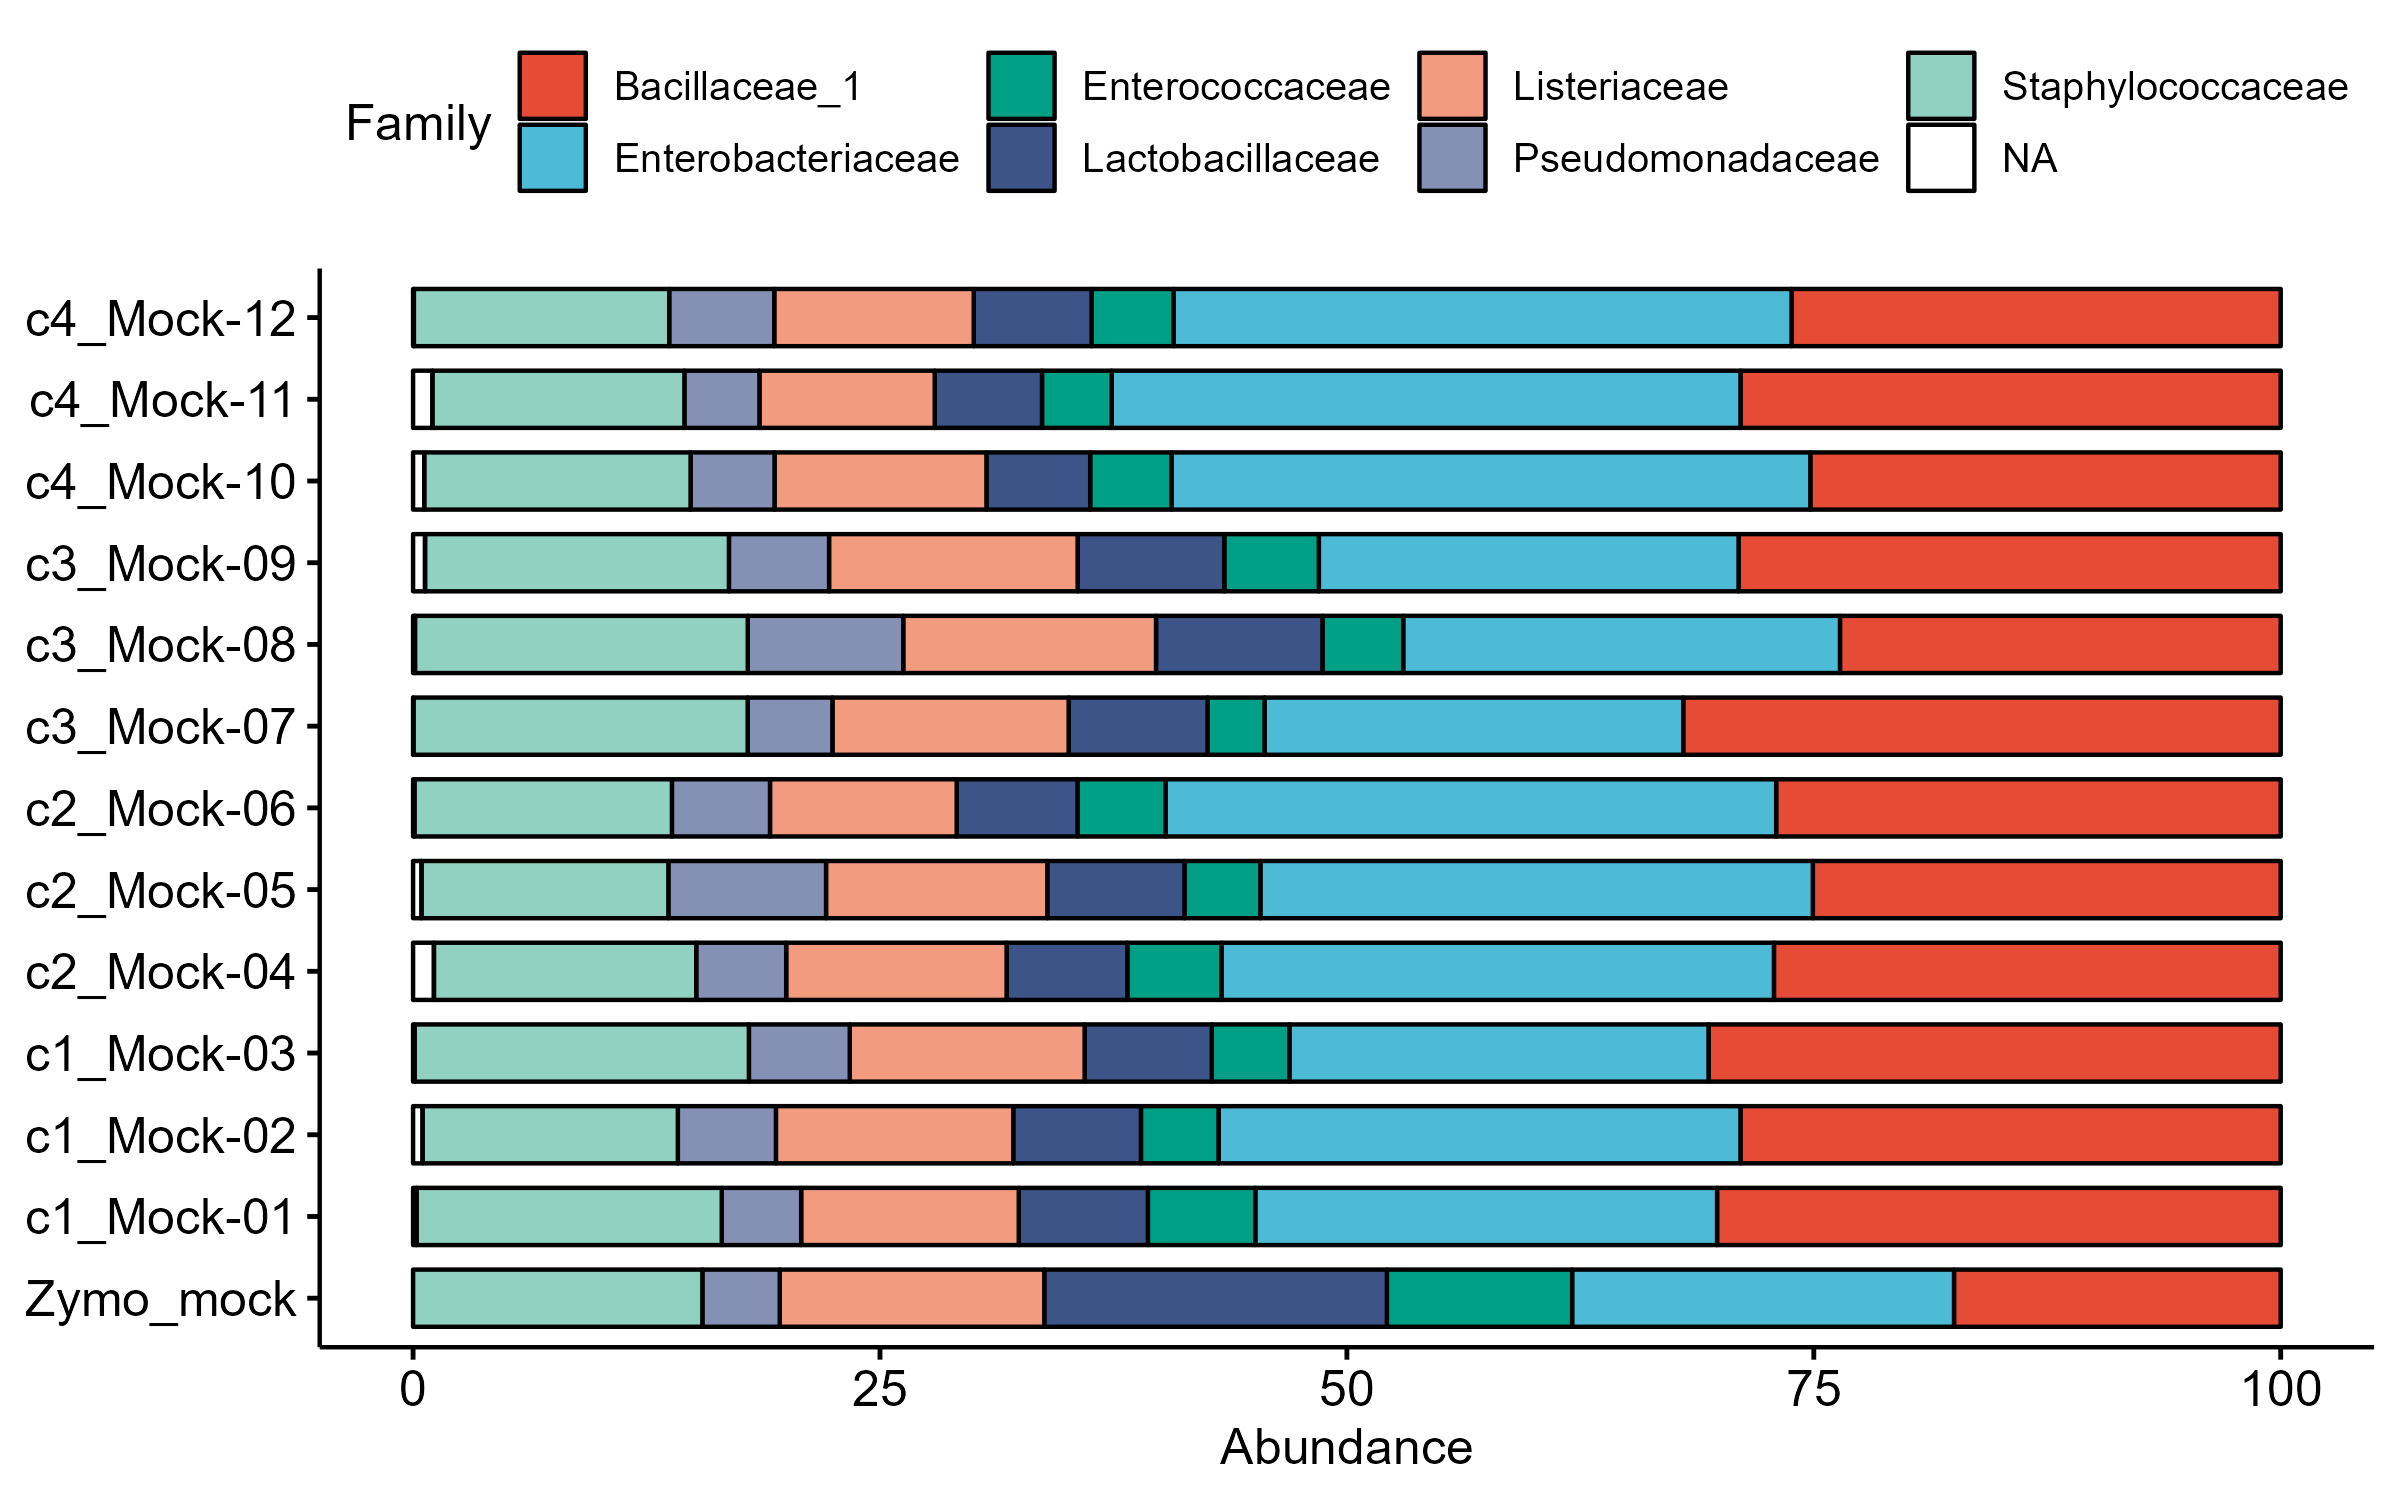 Family
Bacillaceae_1
Enterobacteriaceae
Enterococcaceae
Lactobacillaceae
Listeriaceae
Pseudomonadaceae
Staphylococcaceae
NA
c4_Mock-12
c4_Mock-11
c4_Mock-10
c3_Mock-09
c3_Mock-08
c3_Mock-07
c2_Mock-06
c2_Mock-05
c2_Mock-04
c1_Mock-03
c1_Mock-02
c1_Mock-01
Zymo_mock
0 25 50 75 100
Abundance